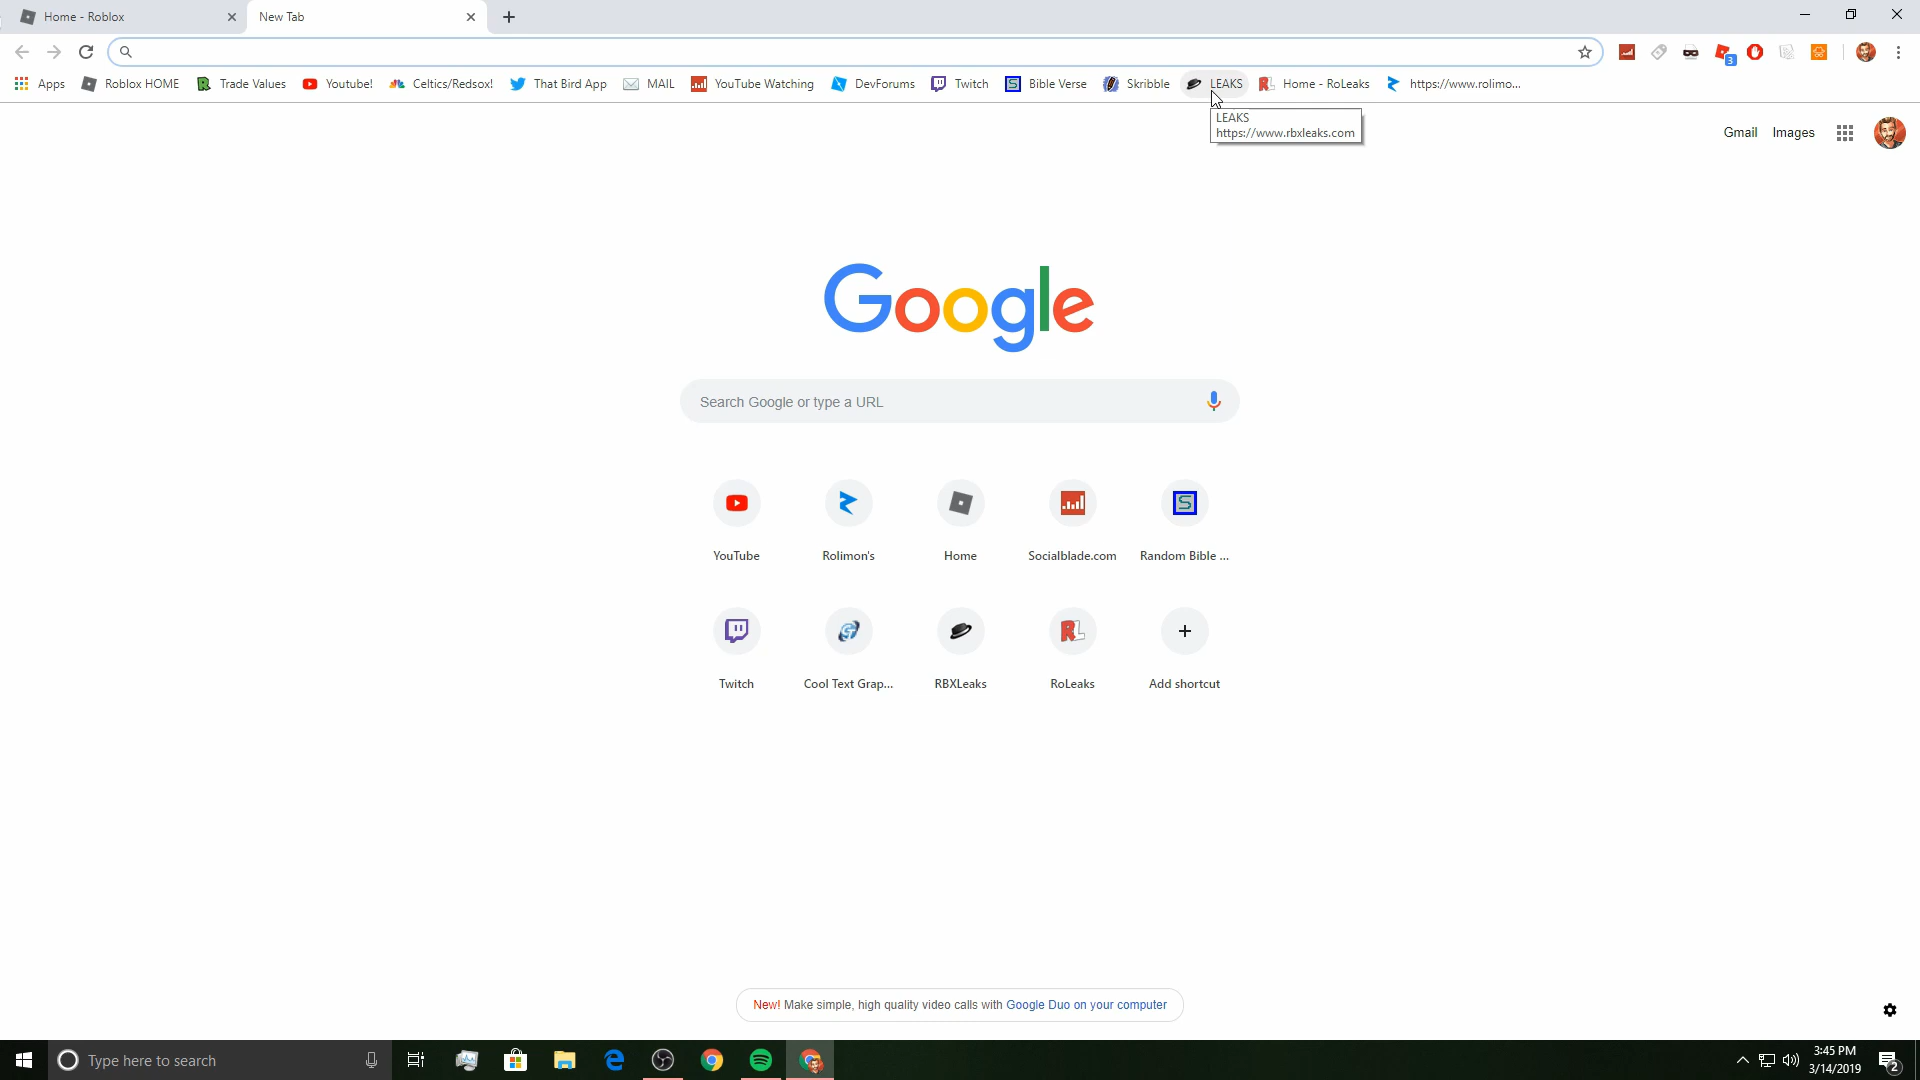 Home - Roblox
New Tab
3
Apps
Roblox HOME
Trade Values
Youtube!
Celtics/Redsox!
That Bird App
MAIL
YouTube Watching
DevForums
Twitch
Bible Verse
Skribble
LEAKS
Home - RoLeaks
https://www.rolimo...
LEAKS
https://www.rbxleaks.com
Gmail
Images
Google
Search Google or type a URL
YouTube
Rolimon's
Home
Socialblade.com
Random Bible ...
Twitch
Cool Text Grap...
RBXLeaks
RoLeaks
Add shortcut
New! Make simple, high quality video calls with Google Duo on your computer
Type here to search
3:45 PM
3/14/2019
2